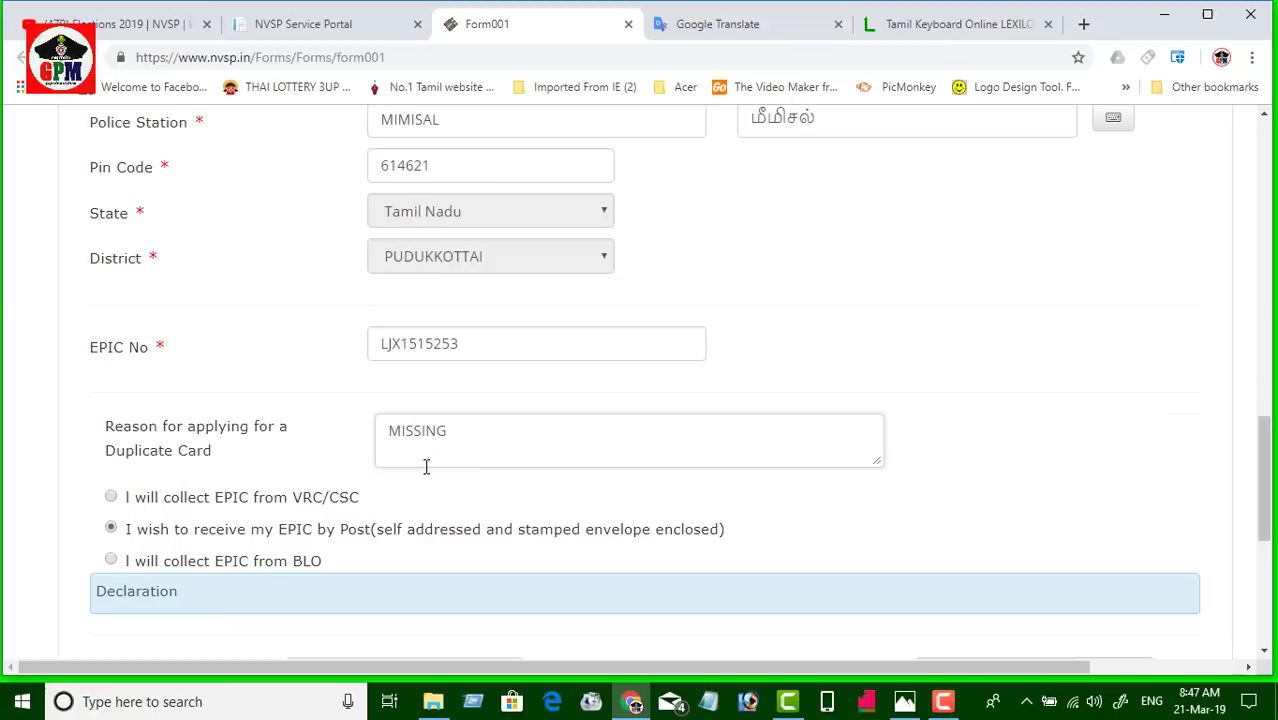 (479) Elections 2019 | NVSP | NVSP Service Portal Form001 Google Translate Tamil Keyboard Online LEXILO
https://www.nvsp.in/Forms/Forms/form001
GPM
Welcome to Facebo... THAI LOTTERY 3UP ... No.1 Tamil website ... Imported From IE (2) Acer The Video Maker fr... PicMonkey Logo Design Tool. F... » Other bookmarks
Police Station * MIMISAL மீமிசல்
Pin Code * 614621
State * Tamil Nadu
District * PUDUKKOTTAI
EPIC No * LJX1515253
Reason for applying for a
Duplicate Card
MISSING
I will collect EPIC from VRC/CSC
I wish to receive my EPIC by Post(self addressed and stamped envelope enclosed)
I will collect EPIC from BLO
Declaration
Type here to search
4
ENG
8:47 AM
21-Mar-19